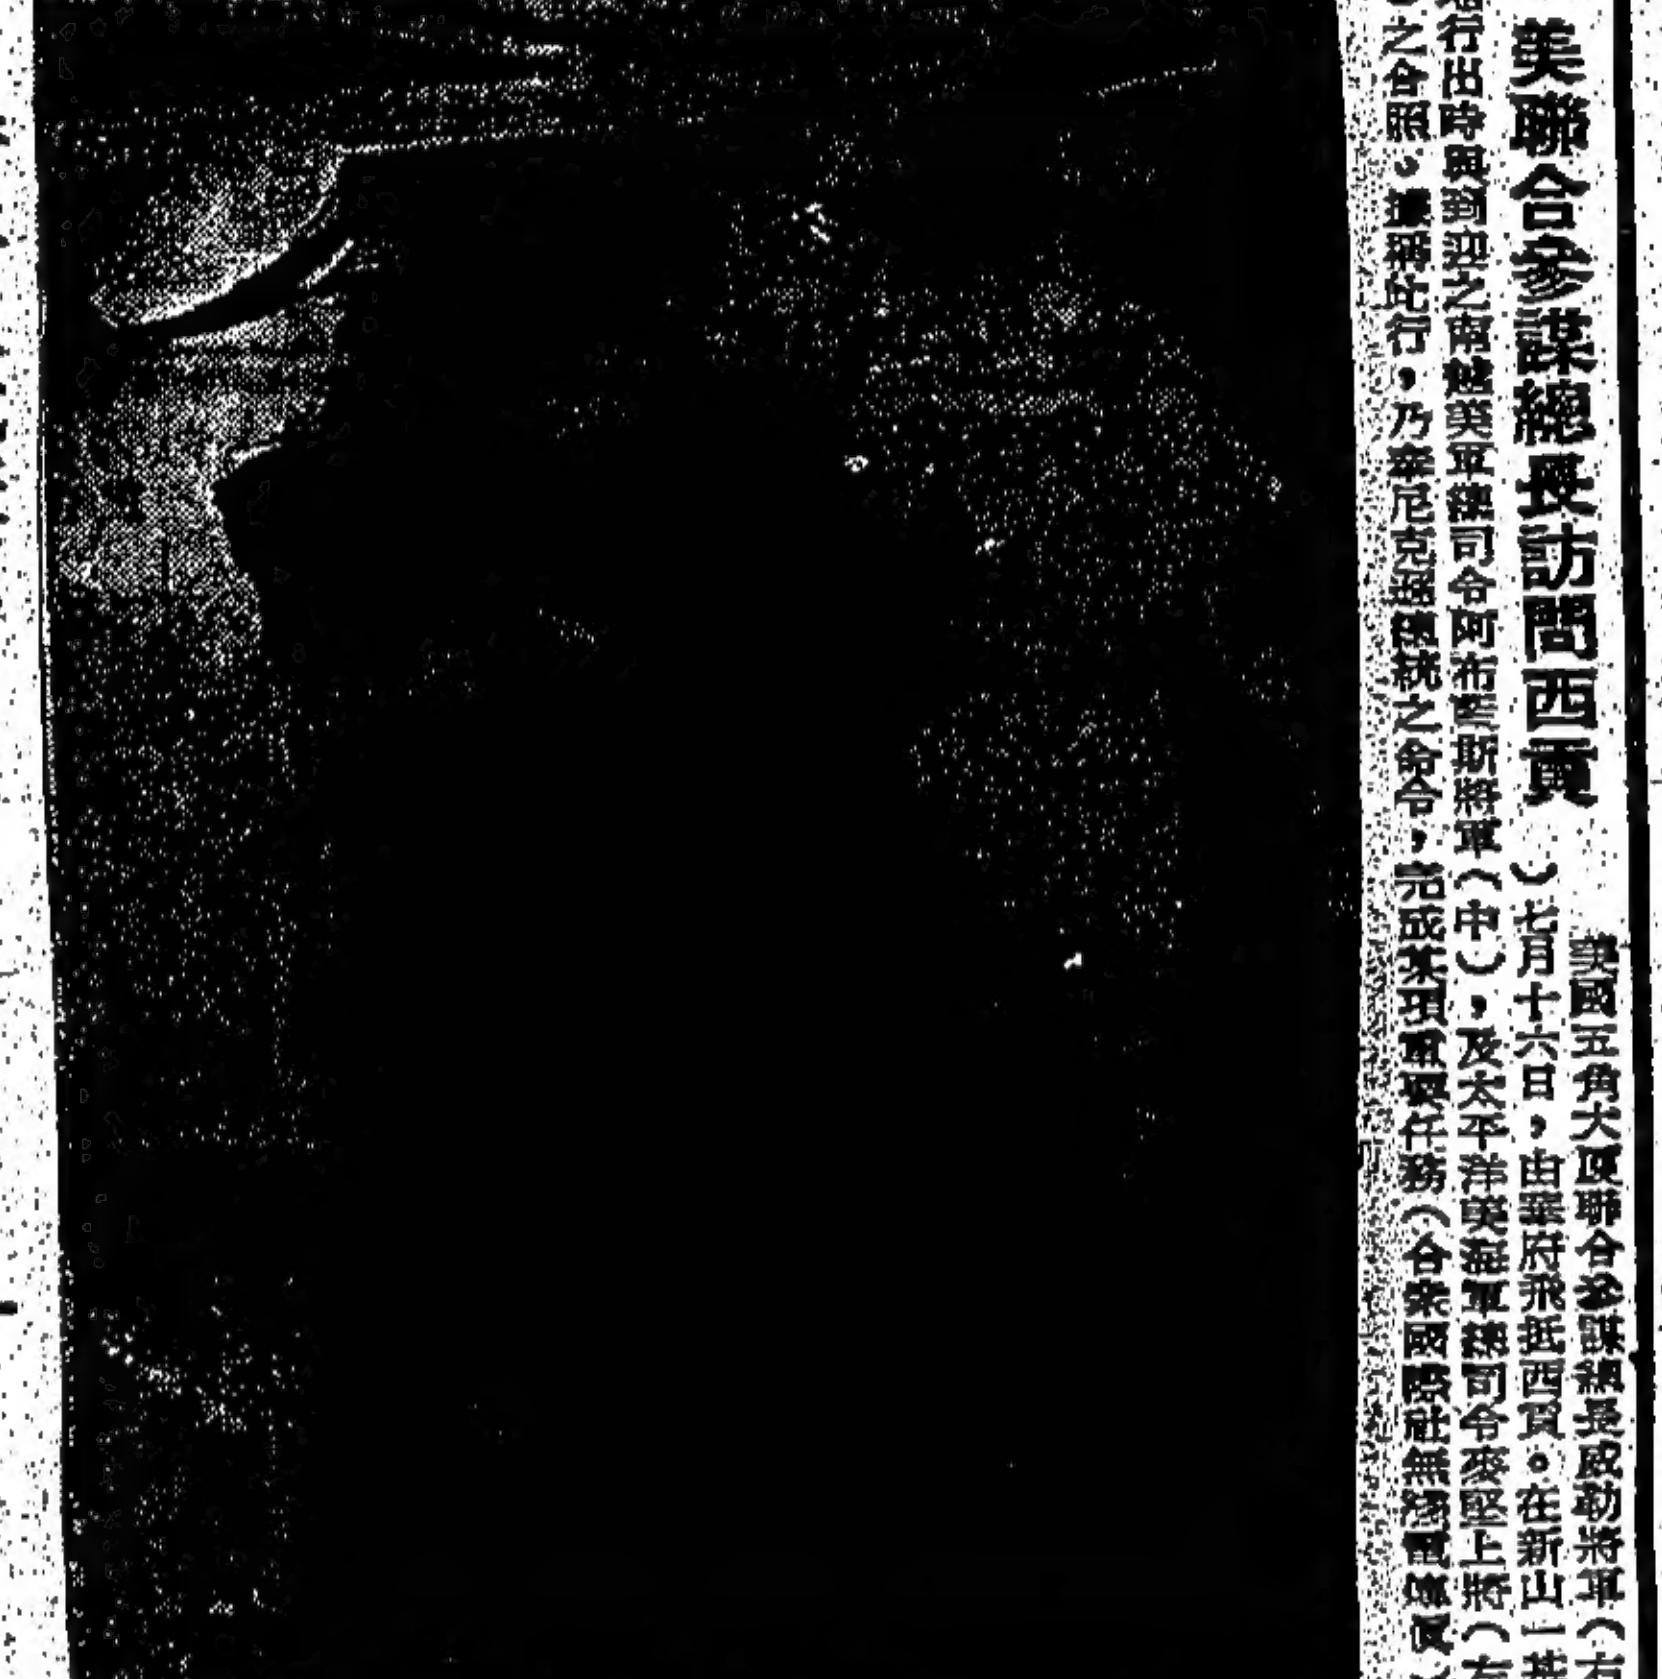 美聯合參謀總長訪問西貢
美國五角大廈聯合參謀總長威勒將軍（右
）七月十六日，由華府飛抵西貢。在新山一基
行出時與到迎之南越美軍總司令阿布藍斯將軍（中），及太平洋美海軍總司令麥堅上將（左
之合照。據稱此行，乃奉尼克遜總統之命令，完成某項重要任務（合眾國際社無綫電傳